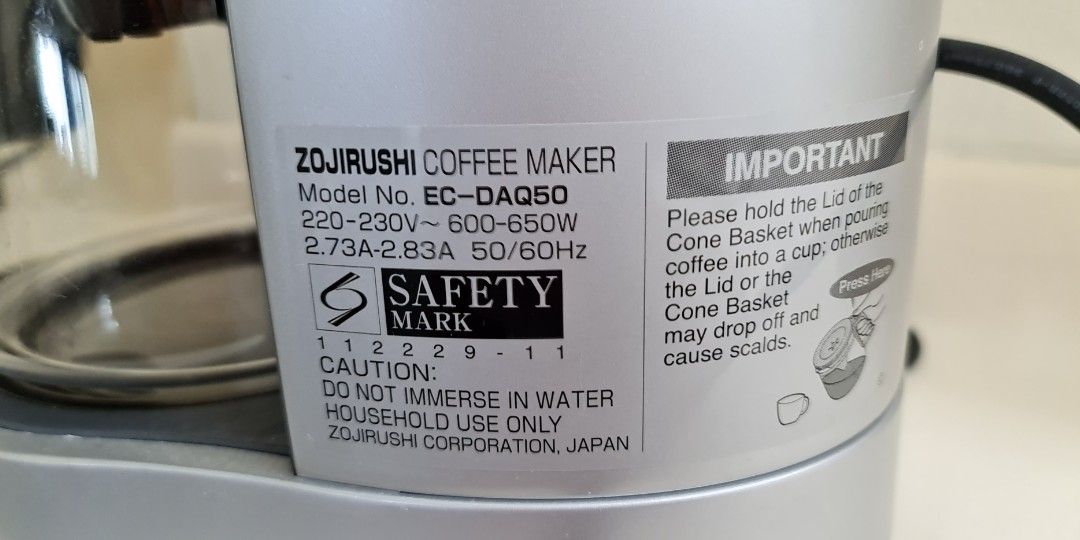 ZOJIRUSHI COFFEE MAKER
Model No. EC-DAQ50
220-230V~ 600-650W
2.73A-2.83A 50/60Hz
SAFETY
MARK
112229-11
CAUTION:
DO NOT IMMERSE IN WATER
HOUSEHOLD USE ONLY
ZOJIRUSHI CORPORATION, JAPAN
IMPORTANT
Please hold the Lid of the
Cone Basket when pouring
coffee into a cup; otherwise
the Lid or the
Cone Basket
may drop off and
cause scalds.
Press Here